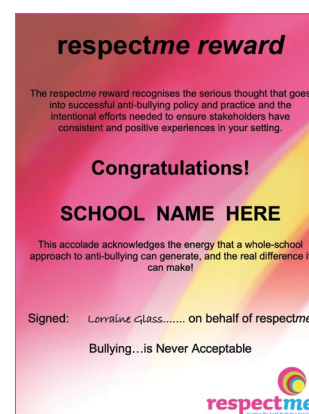 respectme reward
The respectme reward recognises the serious thought that goes
into successful anti-bullying policy and practice and the
intentional efforts needed to ensure stakeholders have
consistent and positive experiences in your setting.
Congratulations!
SCHOOL NAME HERE
This accolade acknowledges the energy that a whole-school
approach to anti-bullying can generate, and the real difference it
can make!
Signed: Lorraine Glass....... on behalf of respectme
Bullying...is Never Acceptable
respectme